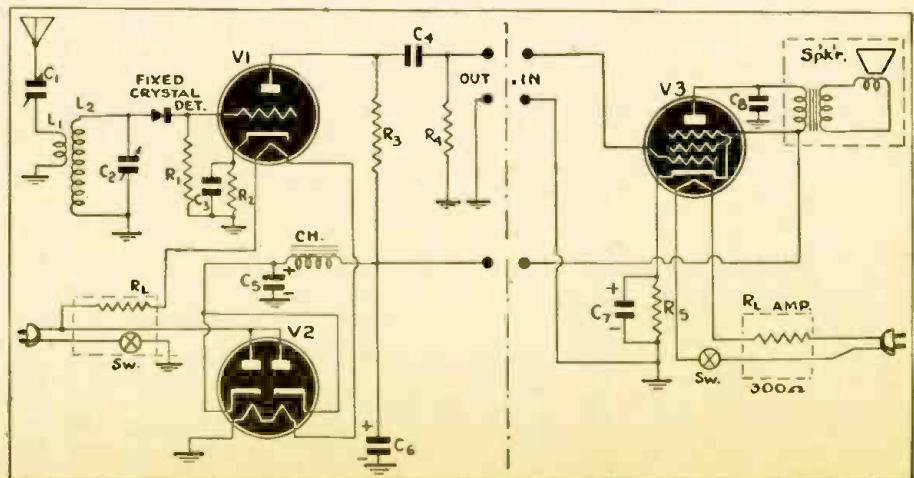 C1
L1
L2
FIXED
CRYSTAL
DET.
C2
R1
C3
R2
V1
C4
R3
R4
OUT
IN
V3
C8
Spk'r.
CH.
C5
+
-
RL
Sw.
V2
+
-
C6
+
C7
-
R5
RL AMP.
Sw.
300Ω